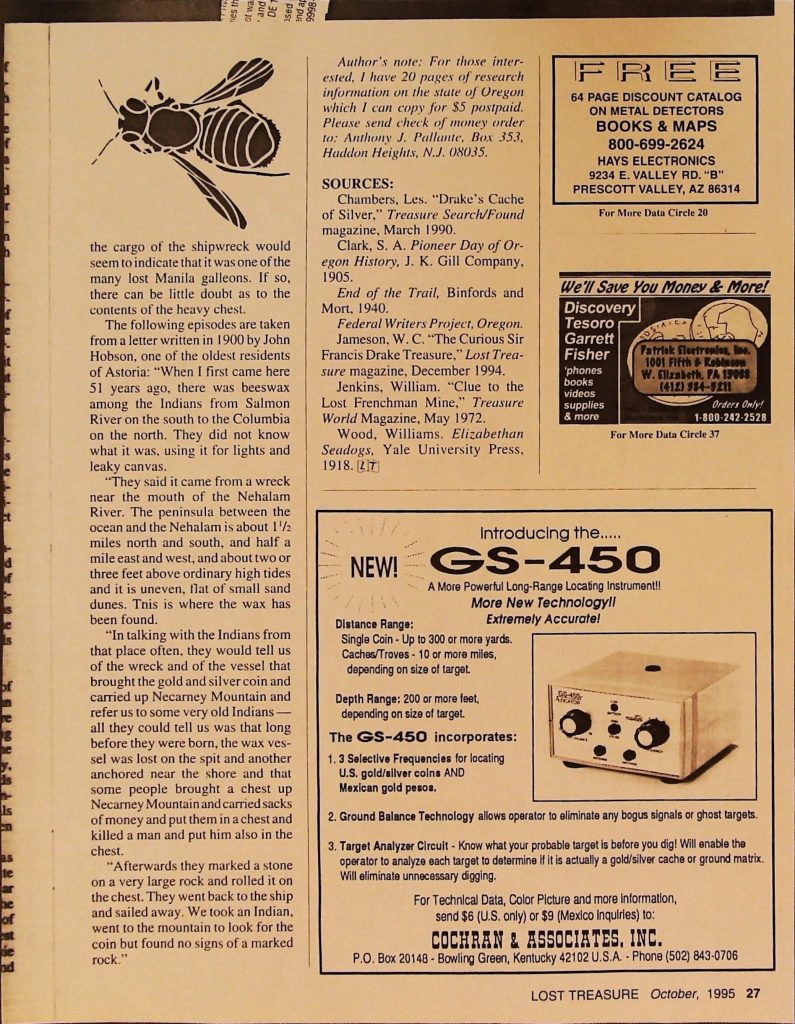 the cargo of the shipwreck would
seem to indicate that it was one of the
many lost Manila galleons. If so,
there can be little doubt as to the
contents of the heavy chest.
The following episodes are taken
from a letter written in 1900 by John
Hobson, one of the oldest residents
of Astoria: “When I first came here
51 years ago, there was beeswax
among the Indians from Salmon
River on the south to the Columbia
on the north. They did not know
what it was, using it for lights and
leaky canvas.
“They said it came from a wreck
near the mouth of the Nehalam
River. The peninsula between the
ocean and the Nehalam is about 1 1/2
miles north and south, and half a
mile east and west, and about two or
three feet above ordinary high tides
and it is uneven, flat of small sand
dunes. Tnis is where the wax has
been found.
“In talking with the Indians from
that place often, they would tell us
of the wreck and of the vessel that
brought the gold and silver coin and
carried up Necarney Mountain and
refer us to some very old Indians —
all they could tell us was that long
before they were born, the wax ves-
sel was lost on the spit and another
anchored near the shore and that
some people brought a chest up
Necarney Mountain and carried sacks
of money and put them in a chest and
killed a man and put him also in the
chest.
“Afterwards they marked a stone
on a very large rock and rolled it on
the chest. They went back to the ship
and sailed away. We took an Indian,
went to the mountain to look for the
coin but found no signs of a marked
rock.”
Author's note: For those inter-
ested, I have 20 pages of research
information on the state of Oregon
which I can copy for $5 postpaid.
Please send check of money order
to: Anthony J. Pallante, Box 353,
Haddon Heights, N.J. 08035.
SOURCES:
Chambers, Les. “Drake's Cache
of Silver,” Treasure Search/Found
magazine, March 1990.
Clark, S. A. Pioneer Day of Or-
egon History, J. K. Gill Company,
1905.
End of the Trail, Binfords and
Mort, 1940.
Federal Writers Project, Oregon.
Jameson, W. C. “The Curious Sir
Francis Drake Treasure,” Lost Trea-
sure magazine, December 1994.
Jenkins, William. “Clue to the
Lost Frenchman Mine,” Treasure
World Magazine, May 1972.
Wood, Williams. Elizabethan
Seadogs, Yale University Press,
1918. LT
FREE
64 PAGE DISCOUNT CATALOG
ON METAL DETECTORS
BOOKS & MAPS
800-699-2624
HAYS ELECTRONICS
9234 E. VALLEY RD. "B"
PRESCOTT VALLEY, AZ 86314
For More Data Circle 20
We'll Save You Money & More!
Discovery
Tesoro
Garrett
Fisher
'phones
books
videos
supplies
& more
Patrick Electronics, Inc.
1001 Fifth & Robinson
W. Elizabeth, PA 15088
(412) 384-5211
Orders Only!
1-800-242-2528
For More Data Circle 37
Introducing the.....
NEW! GS-450
A More Powerful Long-Range Locating Instrument!!
More New Technology!!
Extremely Accurate!
Distance Range:
Single Coin - Up to 300 or more yards.
Caches/Troves - 10 or more miles,
depending on size of target.
Depth Range: 200 or more feet,
depending on size of target.
The GS-450 incorporates:
1. 3 Selective Frequencies for locating
U.S. gold/silver coins AND
Mexican gold pesos.
GS-450
2. Ground Balance Technology allows operator to eliminate any bogus signals or ghost targets.
3. Target Analyzer Circuit - Know what your probable target is before you dig! Will enable the
operator to analyze each target to determine if it is actually a gold/silver cache or ground matrix.
Will eliminate unnecessary digging.
For Technical Data, Color Picture and more information,
send $6 (U.S. only) or $9 (Mexico inquiries) to:
COCHRAN & ASSOCIATES, INC.
P.O. Box 20148 - Bowling Green, Kentucky 42102 U.S.A. - Phone (502) 843-0706
LOST TREASURE October, 1995 27